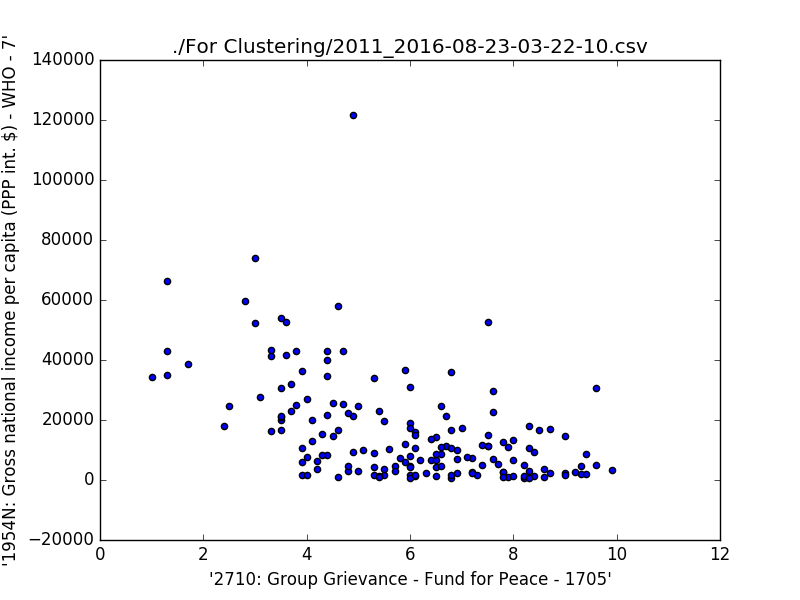 ./For Clustering/2011_2016-08-23-03-22-10.csv
'1954N: Gross national income per capita (PPP int. $) - WHO - 7'
140000
120000
100000
80000
60000
40000
20000
0
−20000
0 2 4 6 8 10 12
'2710: Group Grievance - Fund for Peace - 1705'